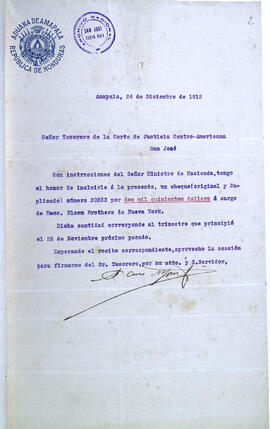 ADUANA DE AMAPALA
REPUBLICA DE HONDURAS
ARCHIVO NACIONAL
SAN JOSÉ
COSTA RICA
2
Amapala, 24 de Diciembre de 1912
Señor Tesorero de la Corte de Justicia Centro-Americana
San José
Con instrucciones del Señor Ministro de Hacienda, tengo
el honor de incluirle á la presente, un cheque(original y du-
plicado) número 20353 por dos mil quinientos dollars á cargo
de Mess. Bloom Brothers de Nueva York.
Dicha cantidad corresponde al trimestre que principió
el 25 de Noviembre próximo pasado.
Esperando el recibo correspondiente, aprovecho la ocasión
para firmarme del Sr. Tesorero, por su atto. y S. Servidor,